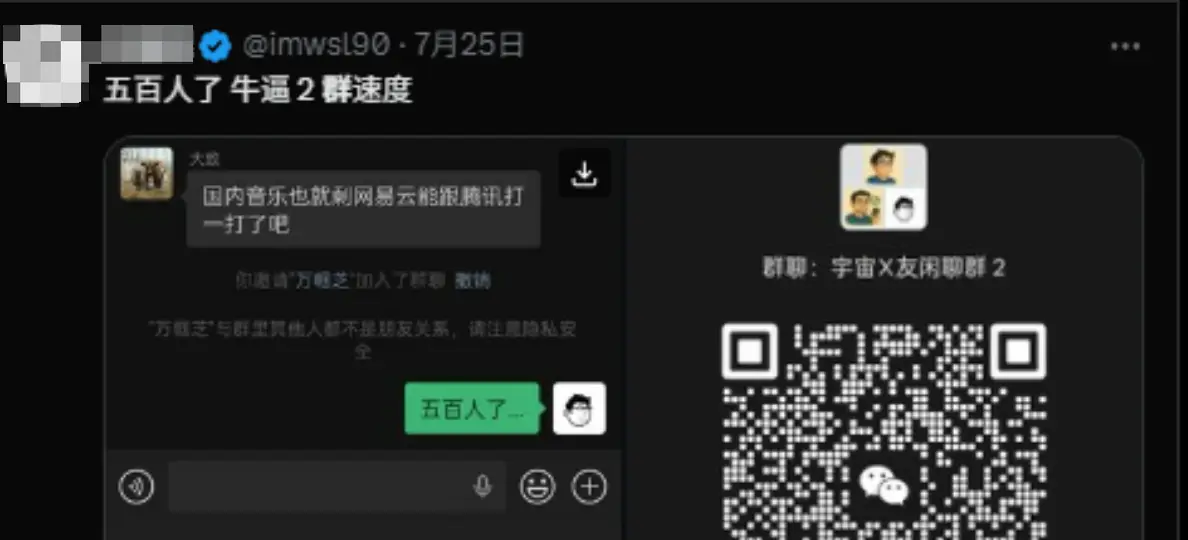 @imwsl90 · 7月25日
五百人了 牛逼 2 群速度
国内音乐也就剩网易云能跟腾讯打
一打了吧
你邀请"万帼芝"加入了群聊 撤销
"万帼芝"与群里其他人都不是朋友关系，请注意隐私安
全
五百人了...
群聊：宇宙X友闲聊群 2